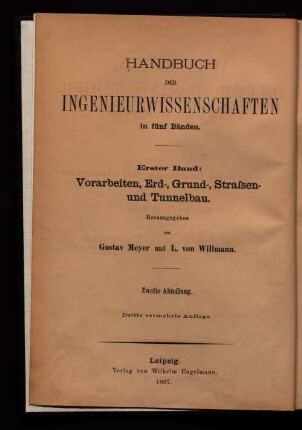 HANDBUCH
DER
INGENIEURWISSENSCHAFTEN
in fünf Bänden.
Erster Band:
Vorarbeiten, Erd-, Grund-, Straſsen-
und Tunnelbau.
Herausgegeben
von
Gustav Meyer und L. von Willmann.
Zweite Abteilung.
Dritte vermehrte Auflage
Leipzig.
Verlag von Wilhelm Engelmann.
1897.